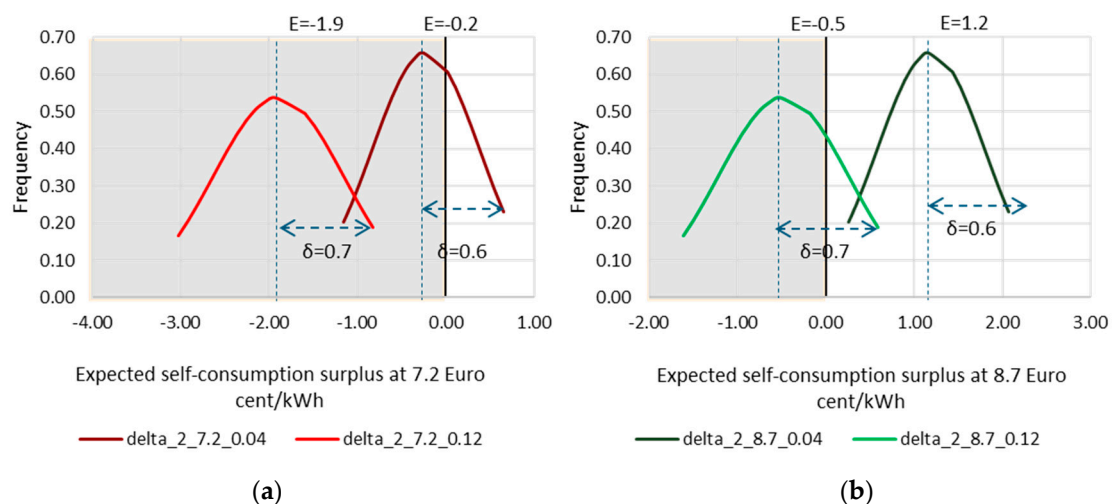 E=-1.9 E=-0.2
0.70
0.60
0.50
0.40
0.30
0.20
0.10
0.00
Frequency
δ=0.7 δ=0.6
-4.00 -3.00 -2.00 -1.00 0.00 1.00
Expected self-consumption surplus at 7.2 Euro
cent/kWh
delta_2_7.2_0.04 delta_2_7.2_0.12
(a)
E=-0.5 E=1.2
0.70
0.60
0.50
0.40
0.30
0.20
0.10
0.00
Frequency
δ=0.6
δ=0.7
-2.00 -1.00 0.00 1.00 2.00 3.00
Expected self-consumption surplus at 8.7 Euro
cent/kWh
delta_2_8.7_0.04 delta_2_8.7_0.12
(b)